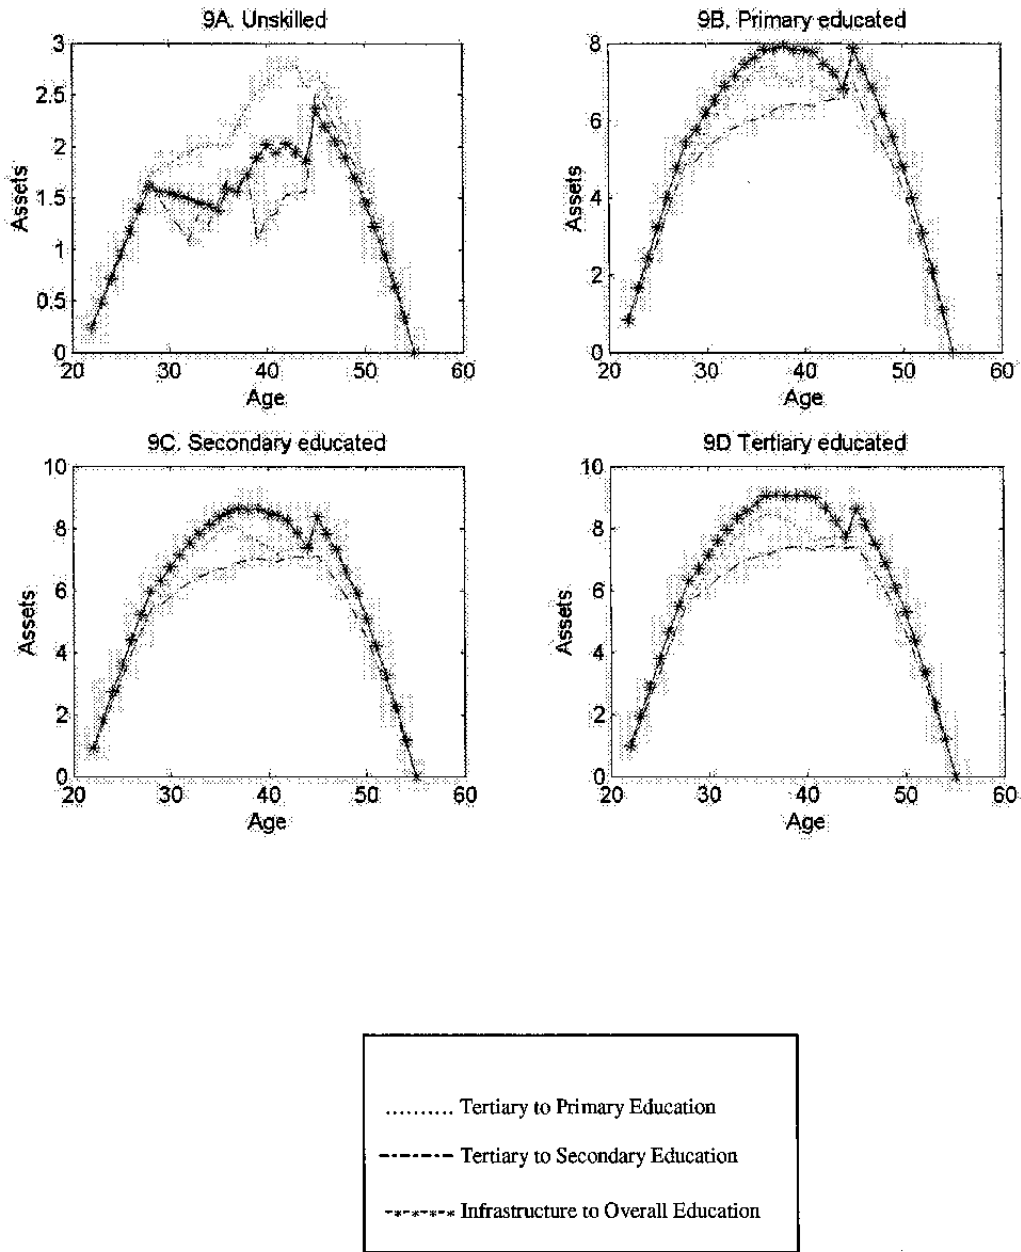 9A. Unskilled
3
2.5
2
1.5
1
0.5
0
Assets
20 30 40 50 60
Age
9B. Primary educated
8
6
4
2
0
Assets
20 30 40 50 60
Age
9C. Secondary educated
10
8
6
4
2
0
Assets
20 30 40 50 60
Age
9D Tertiary educated
10
8
6
4
2
0
Assets
20 30 40 50 60
Age
Tertiary to Primary Education
Tertiary to Secondary Education
Infrastructure to Overall Education